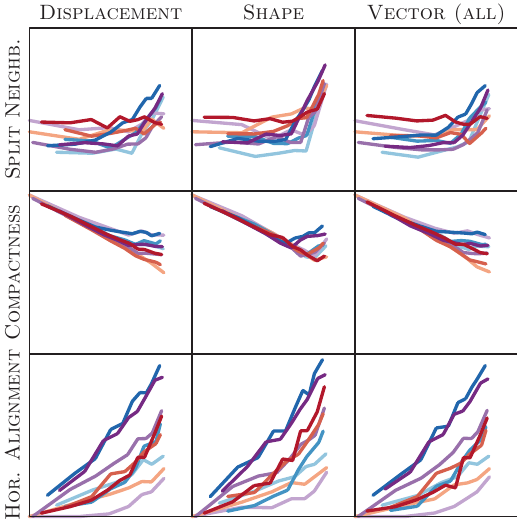 DISPLACEMENT
SHAPE
VECTOR (ALL)
SPLIT NEIGHB.
COMPACTNESS
HOR. ALIGNMENT